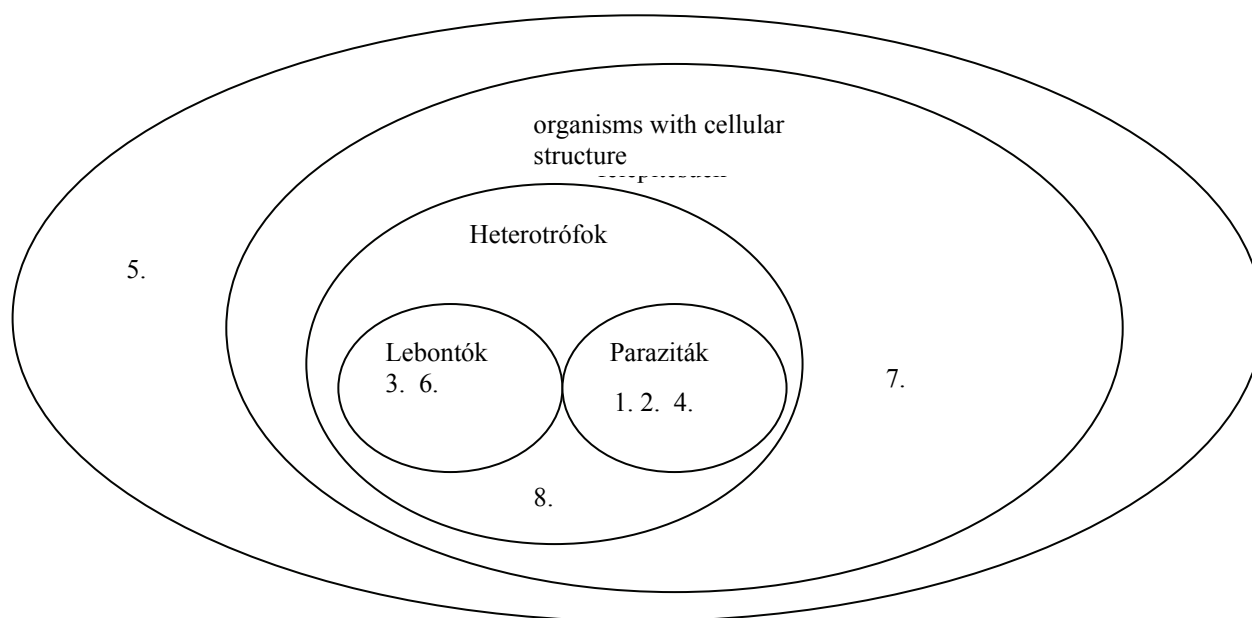 organisms with cellular
structure
Heterotrófok
5.
Lebontók
3. 6.
Paraziták
1. 2. 4.
7.
8.